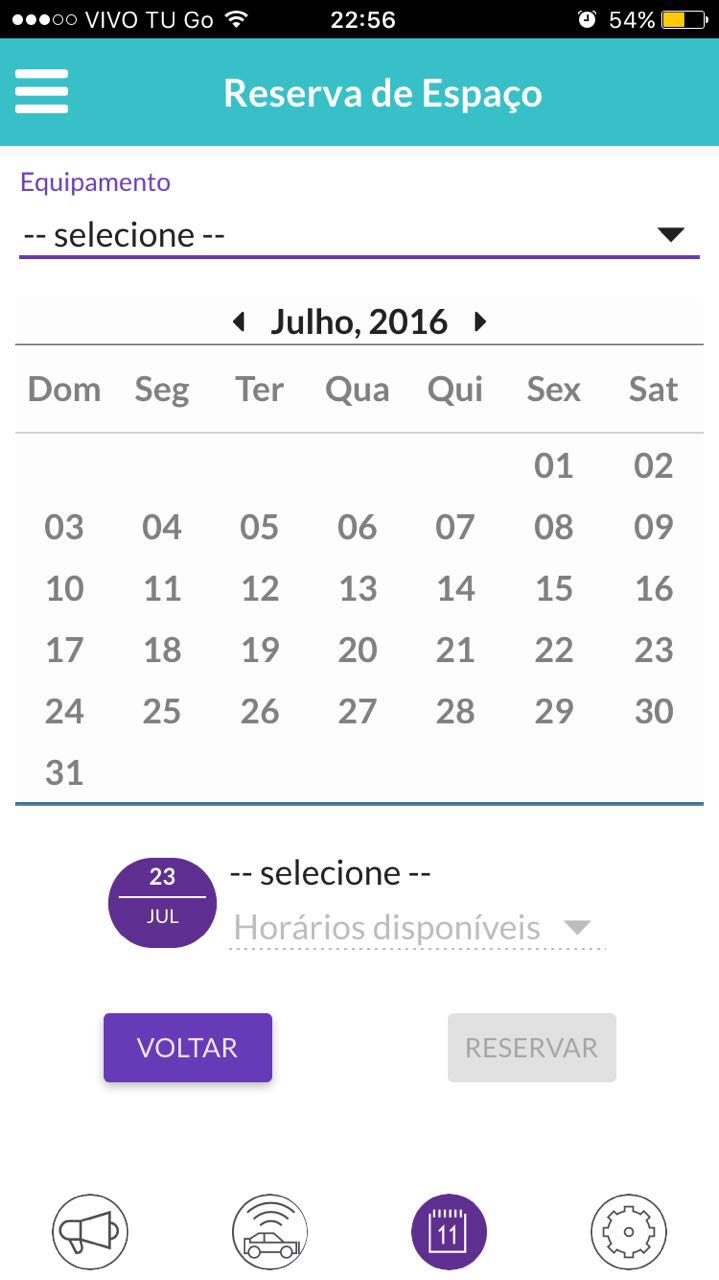 VIVO TU Go 22:56 54%
Reserva de Espaço
Equipamento
-- selecione --
Julho, 2016
Dom Seg Ter Qua Qui Sex Sat
01 02
03 04 05 06 07 08 09
10 11 12 13 14 15 16
17 18 19 20 21 22 23
24 25 26 27 28 29 30
31
23 -- selecione --
JUL Horários disponíveis
VOLTAR RESERVAR
11